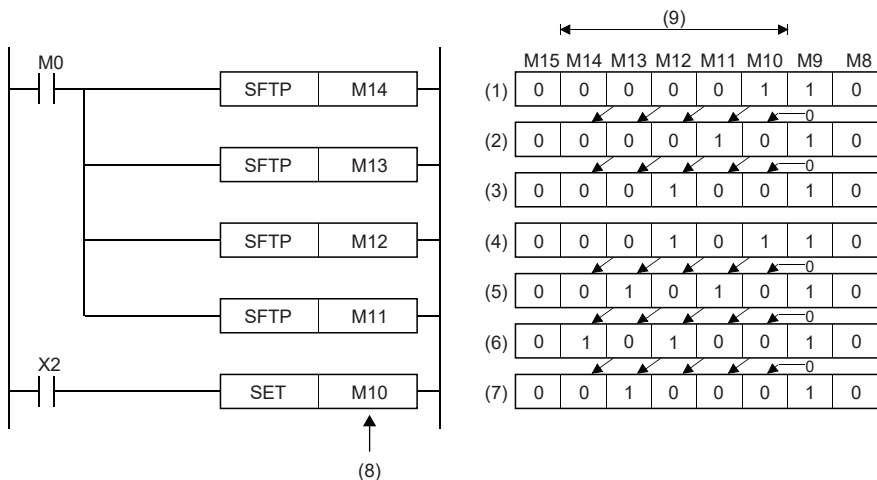 M0
SFTP M14
SFTP M13
SFTP M12
SFTP M11
X2
SET M10
(8)
(9)
M15 M14 M13 M12 M11 M10 M9 M8
(1) 0 0 0 0 0 1 1 0
0
(2) 0 0 0 0 1 0 1 0
0
(3) 0 0 0 1 0 0 1 0
(4) 0 0 0 1 0 1 1 0
0
(5) 0 0 1 0 1 0 1 0
0
(6) 0 1 0 1 0 0 1 0
0
(7) 0 0 1 0 0 0 1 0